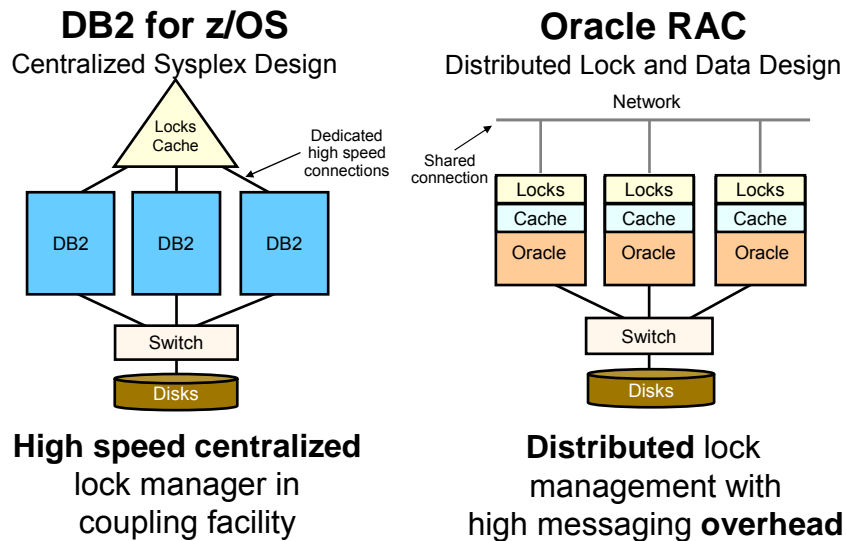 DB2 for z/OS
Centralized Sysplex Design
Locks
Cache
Dedicated
high speed
connections
DB2
DB2
DB2
Switch
Disks
High speed centralized
lock manager in
coupling facility
Oracle RAC
Distributed Lock and Data Design
Network
Shared
connection
Locks
Cache
Oracle
Locks
Cache
Oracle
Locks
Cache
Oracle
Switch
Disks
Distributed lock
management with
high messaging overhead